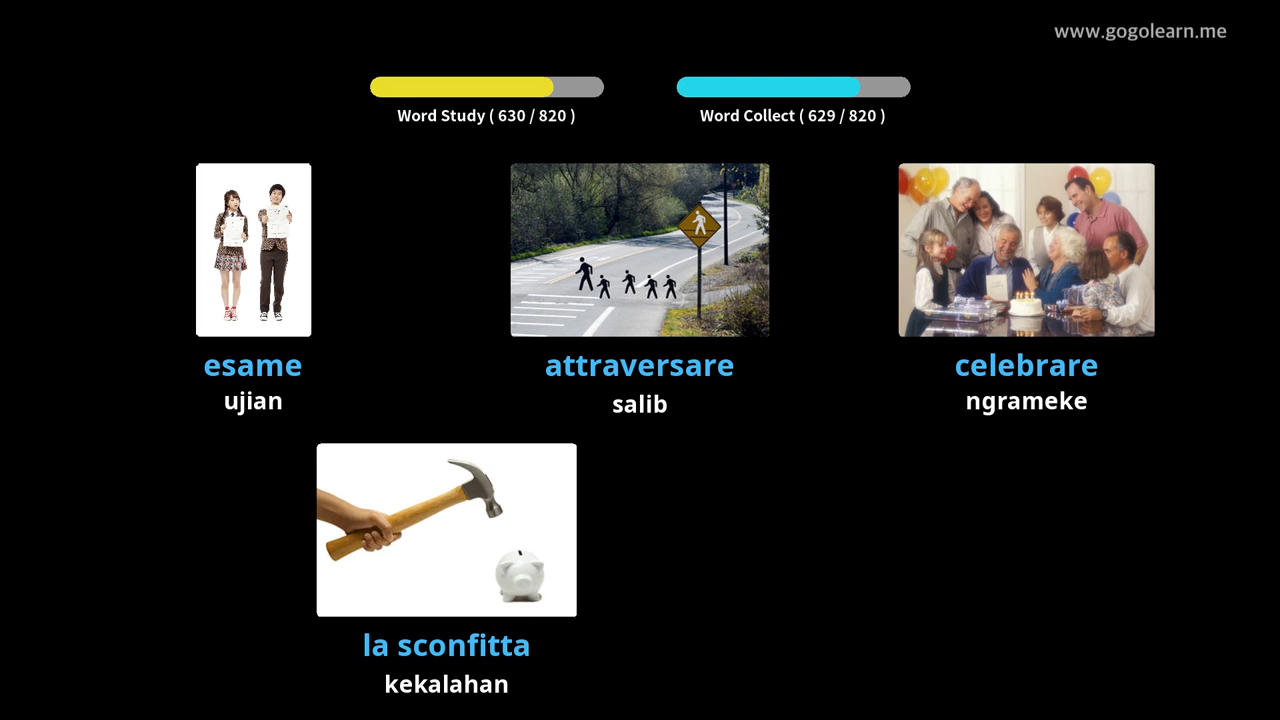 www.gogolearn.me
Word Study ( 630 / 820 )
Word Collect ( 629 / 820 )
esame
ujian
attraversare
salib
celebrare
ngrameke
la sconfitta
kekalahan